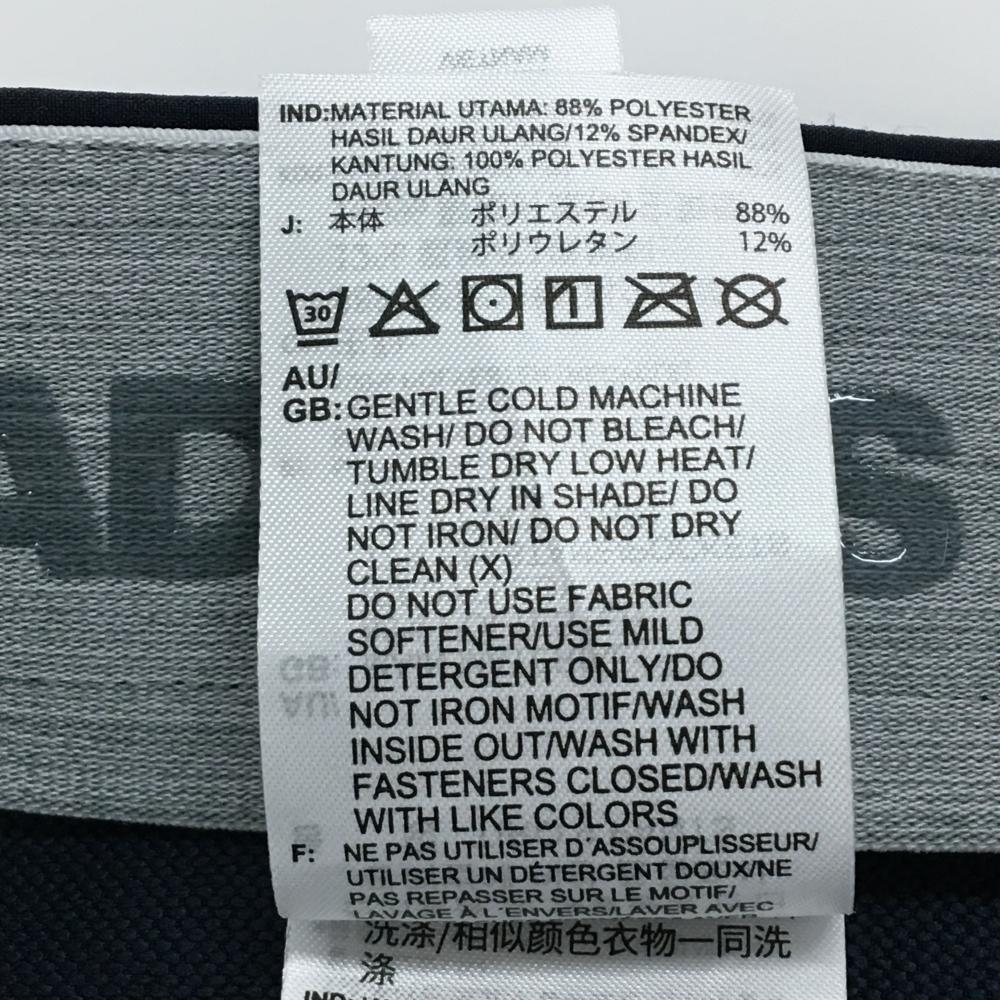 IND:MATERIAL UTAMA: 88% POLYESTER
HASIL DAUR ULANG/12% SPANDEX/
KANTUNG: 100% POLYESTER HASIL
DAUR ULANG
J: 本体 ポリエステル 88%
ポリウレタン 12%
30
AU/
GB:GENTLE COLD MACHINE
WASH/ DO NOT BLEACH/
TUMBLE DRY LOW HEAT/
LINE DRY IN SHADE/ DO
NOT IRON/ DO NOT DRY
CLEAN (X)
DO NOT USE FABRIC
SOFTENER/USE MILD
DETERGENT ONLY/DO
NOT IRON MOTIF/WASH
INSIDE OUT/WASH WITH
FASTENERS CLOSED/WASH
WITH LIKE COLORS
F: NE PAS UTILISER D'ASSOUPLISSEUR/
UTILISER UN DÉTERGENT DOUX/NE
PAS REPASSER SUR LE MOTIF/
LAVAGE À L'ENVERS/LAVER AVEC
洗涤/相似颜色衣物一同洗
涤